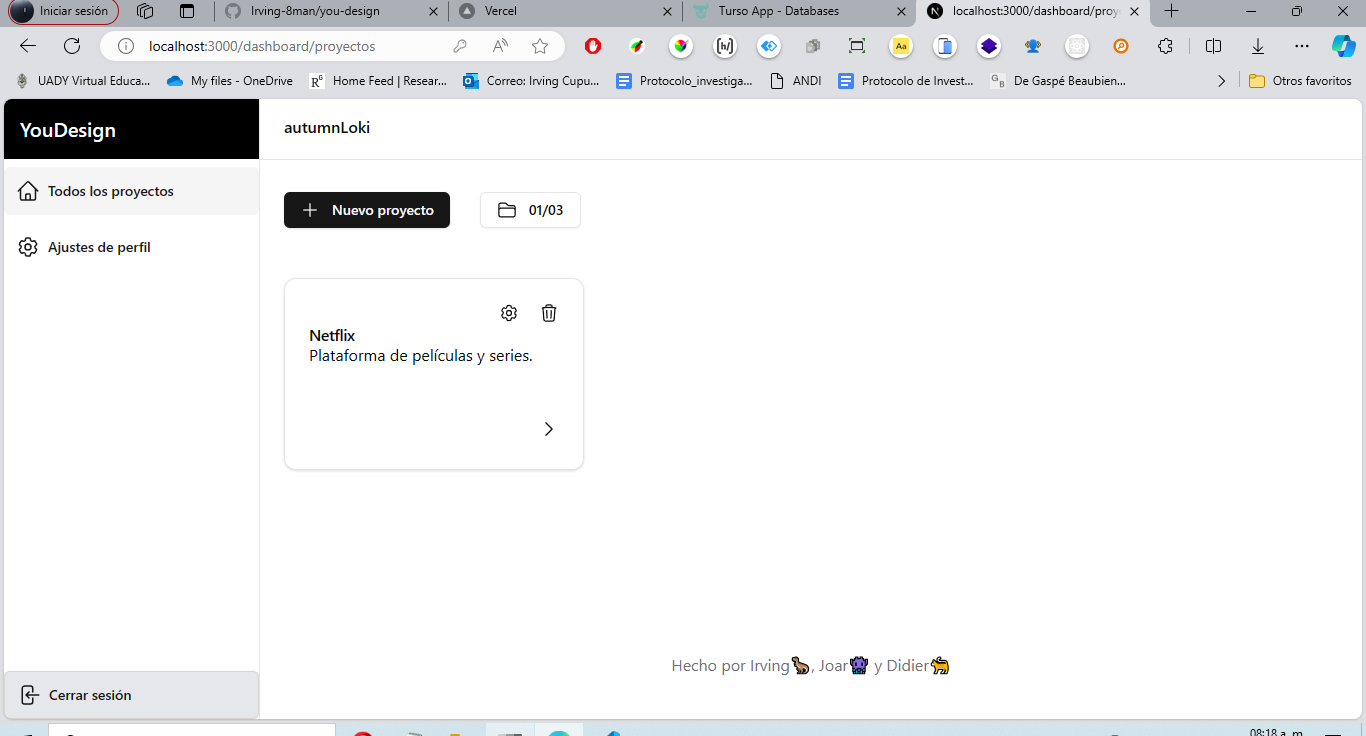 Iniciar sesión
Irving-8man/you-design
Vercel
Turso App - Databases
localhost:3000/dashboard/proye
localhost:3000/dashboard/proyectos
UADY Virtual Educa...
My files - OneDrive
Home Feed | Resear...
Correo: Irving Cupu...
Protocolo_investiga...
ANDI
Protocolo de Invest...
De Gaspé Beaubien...
Otros favoritos
YouDesign
autumnLoki
Todos los proyectos
Nuevo proyecto
01/03
Ajustes de perfil
Netflix
Plataforma de películas y series.
Hecho por Irving🦕, Joar👾 y Didier🐈
Cerrar sesión
08:18 a. m.